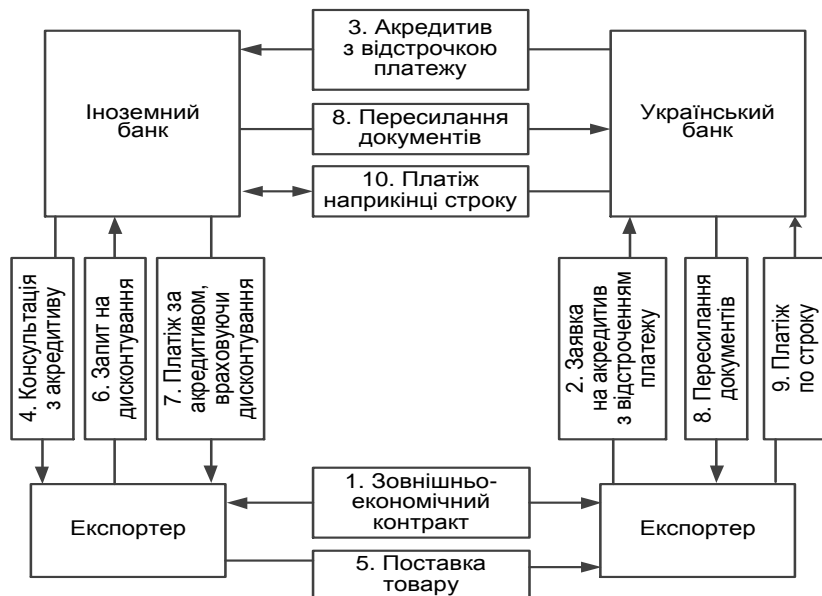 3. Акредитив
з відстрочкою
платежу
Іноземний
банк
8. Пересилання
документів
Український
банк
10. Платіж
наприкінці строку
4. Консультація
з акредитиву
6. Запит на
дисконтування
7. Платіж за
акредитивом,
враховуючи
дисконтування
2. Заявка
на акредитив
з відстроченням
платежу
8. Пересилання
документів
9. Платіж
по строку
1. Зовнішньо-
економічний
контракт
Експортер
Експортер
5. Поставка
товару